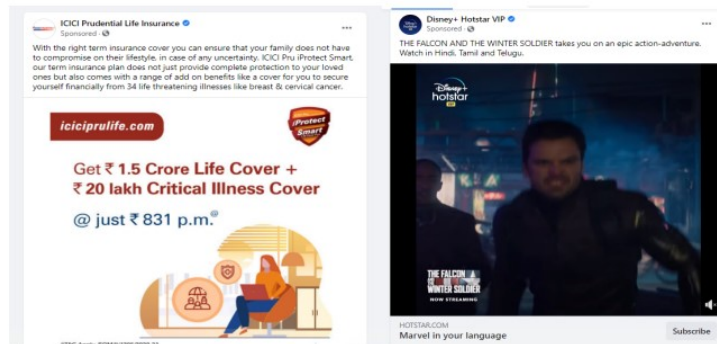 ICICI Prudential Life Insurance
Sponsored ·
With the right term insurance cover you can ensure that your family does not have
to compromise on their lifestyle, in case of any uncertainty. ICICI Pru iProtect Smart,
our term insurance plan does not just provide complete protection to your loved
ones but also comes with a range of add on benefits like a cover for you to secure
yourself financially from 34 life threatening illnesses like breast & cervical cancer.
iciciprulife.com
iProtect
Smart
Get ₹ 1.5 Crore Life Cover +
₹ 20 lakh Critical Illness Cover
@ just ₹ 831 p.m.@
Disney+ Hotstar VIP
Sponsored ·
THE FALCON AND THE WINTER SOLDIER takes you on an epic action-adventure.
Watch in Hindi, Tamil and Telugu.
Disney+
hotstar
VIP
THE FALCON
WINTER SOLDIER
NOW STREAMING
HOTSTAR.COM
Marvel in your language
Subscribe